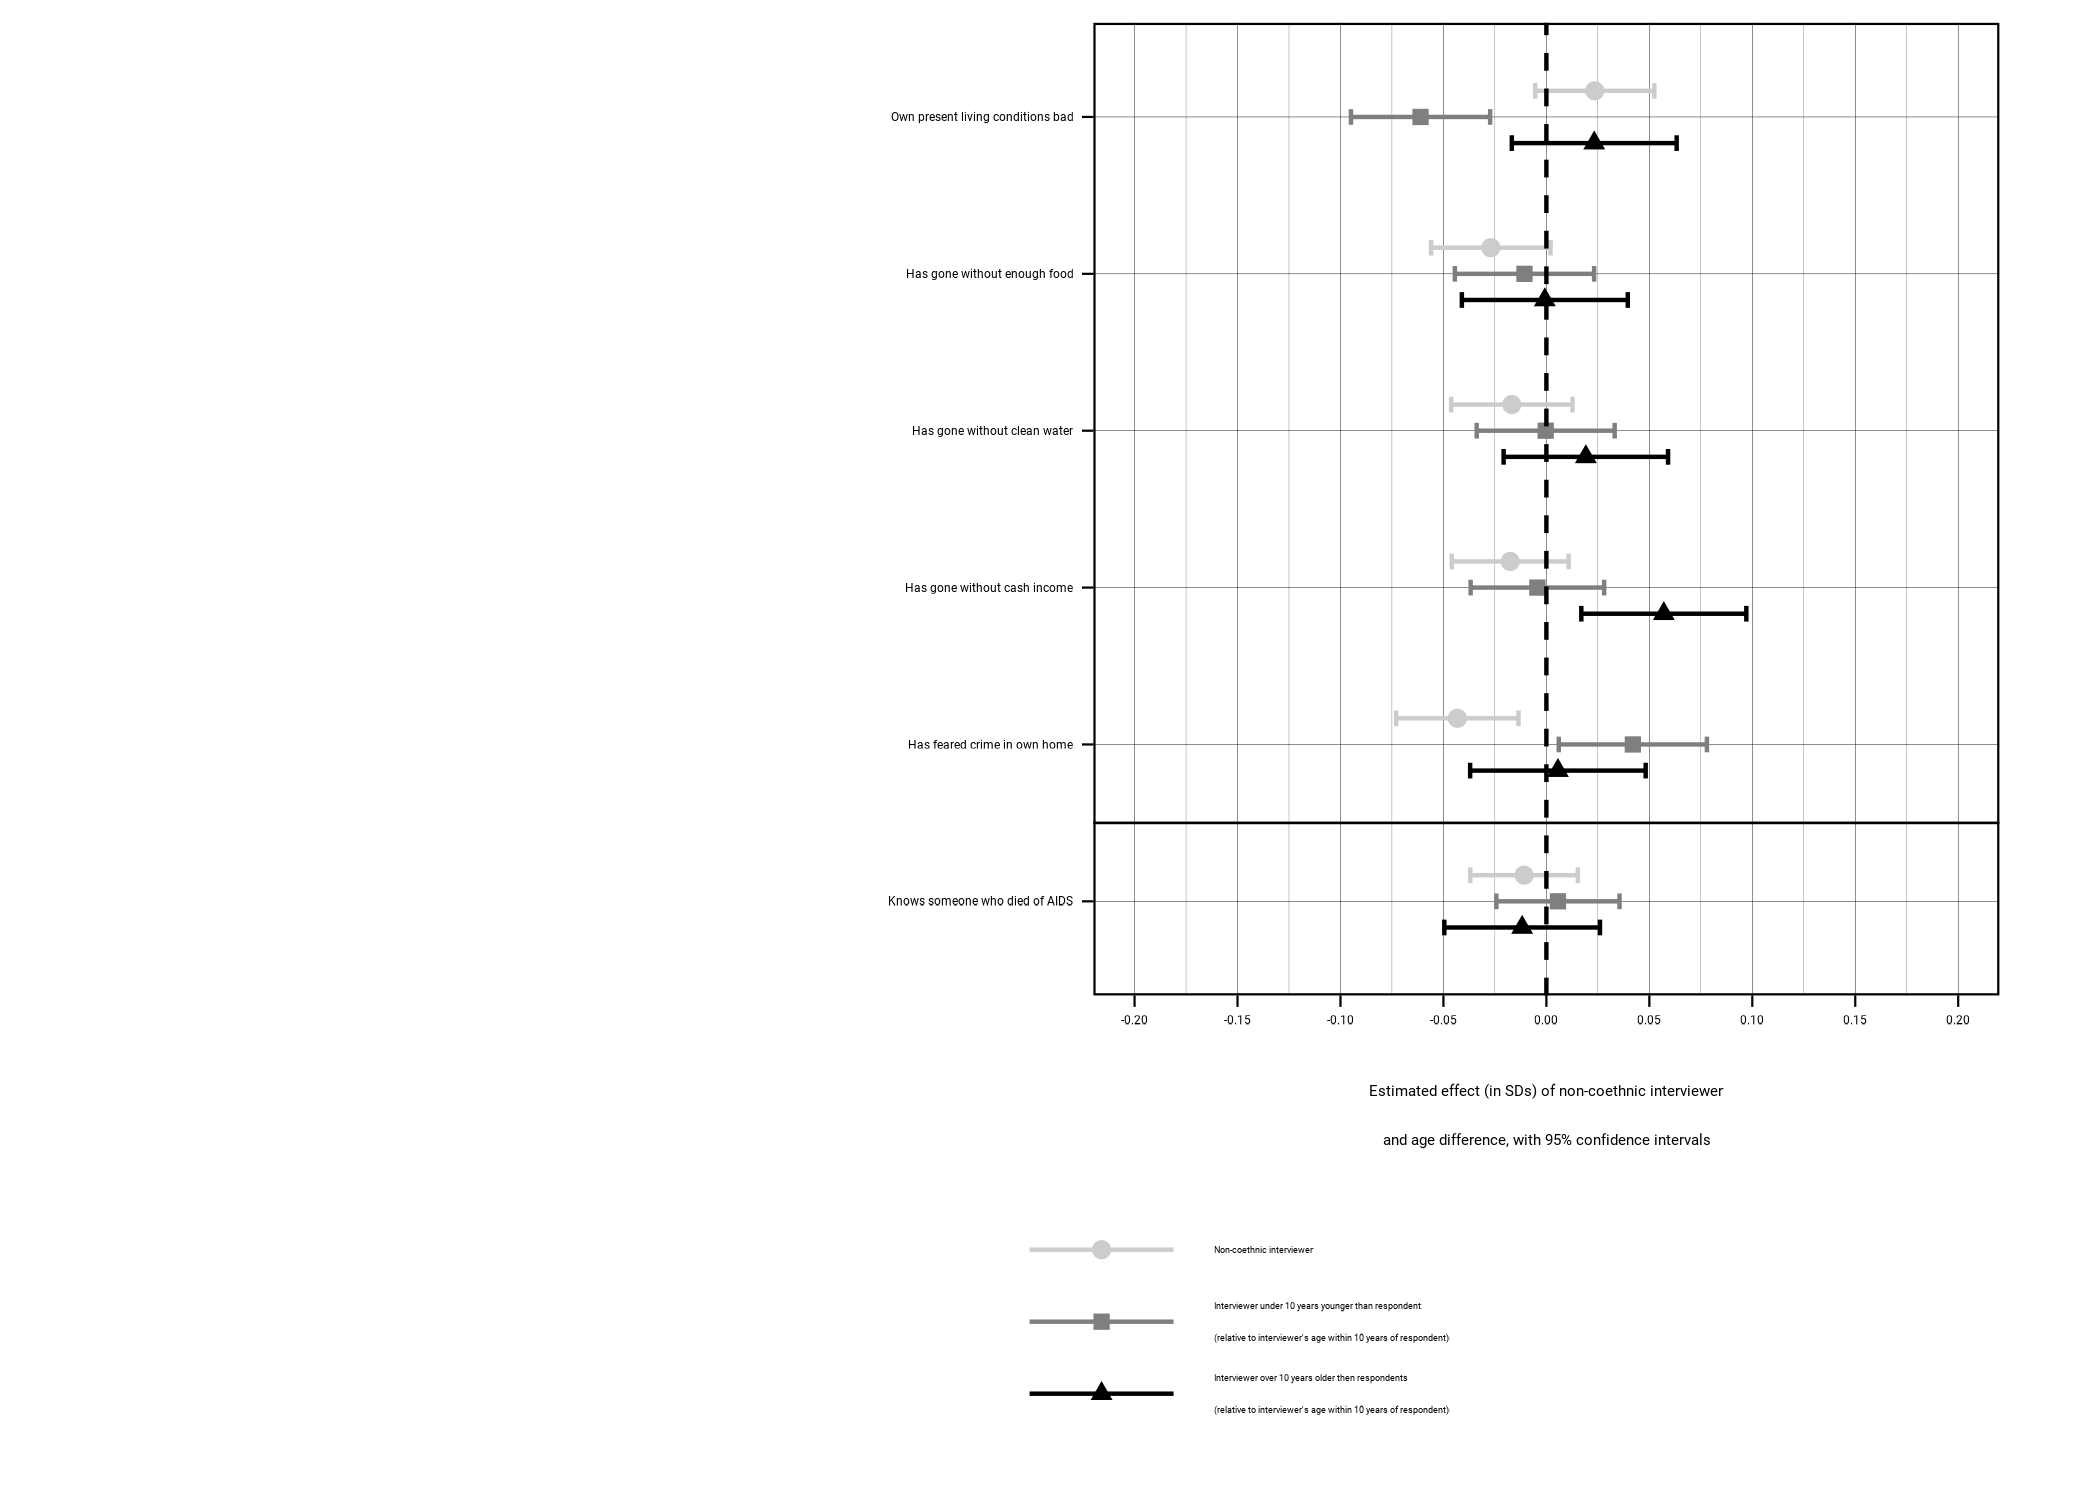 Own present living conditions bad
Has gone without enough food
Has gone without clean water
Has gone without cash income
Has feared crime in own home
Knows someone who died of AIDS
-0.20 -0.15 -0.10 -0.05 0.00 0.05 0.10 0.15 0.20
Estimated effect (in SDs) of non-coethnic interviewer
and age difference, with 95% confidence intervals
Non-coethnic interviewer
Interviewer under 10 years younger than respondent
(relative to interviewer's age within 10 years of respondent)
Interviewer over 10 years older then respondents
(relative to interviewer's age within 10 years of respondent)